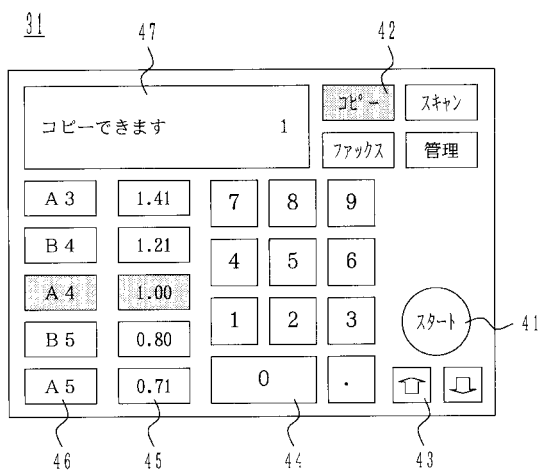 31
47
42
コピーできます 1
コピー スキャン
ファックス 管理
A3 1.41 7 8 9
B4 1.21 4 5 6
A4 1.00
B5 0.80 1 2 3
スタート 41
A5 0.71 0 .
46 45 44 43